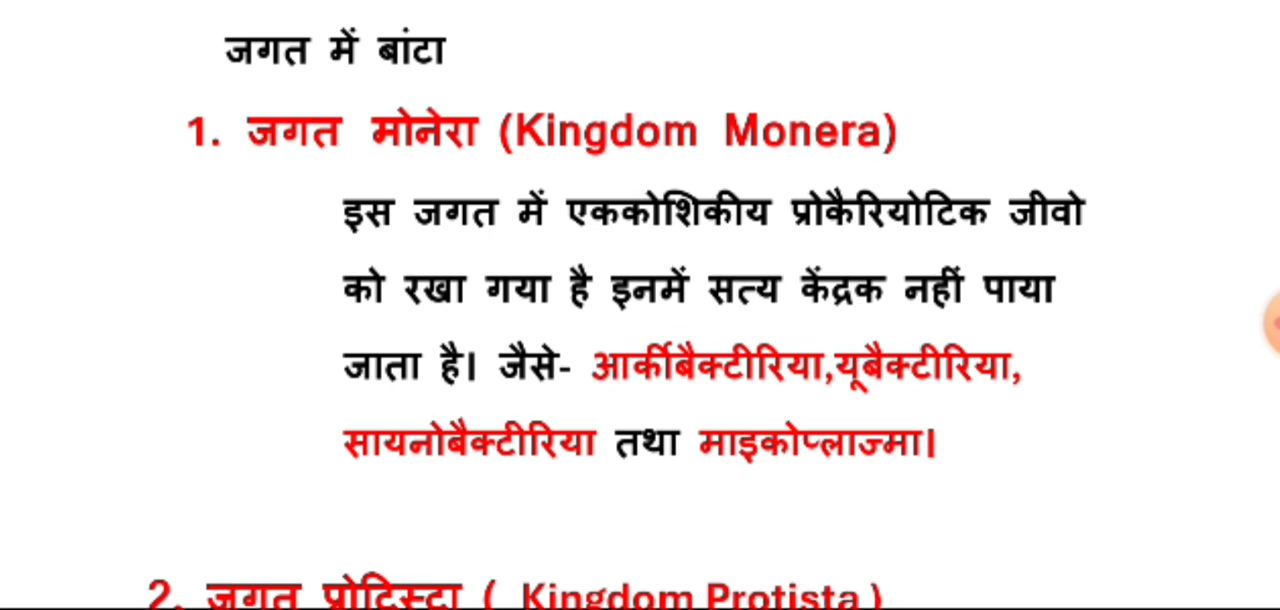 जगत में बांटा
1. जगत मोनेरा (Kingdom Monera)
इस जगत में एककोशिकीय प्रोकैरियोटिक जीवो
को रखा गया है इनमें सत्य केंद्रक नहीं पाया
जाता है। जैसे- आर्कीबैक्टीरिया,यूबैक्टीरिया,
सायनोबैक्टीरिया तथा माइकोप्लाज्मा।
2. जगत प्रोटिस्टा ( Kingdom Protista )